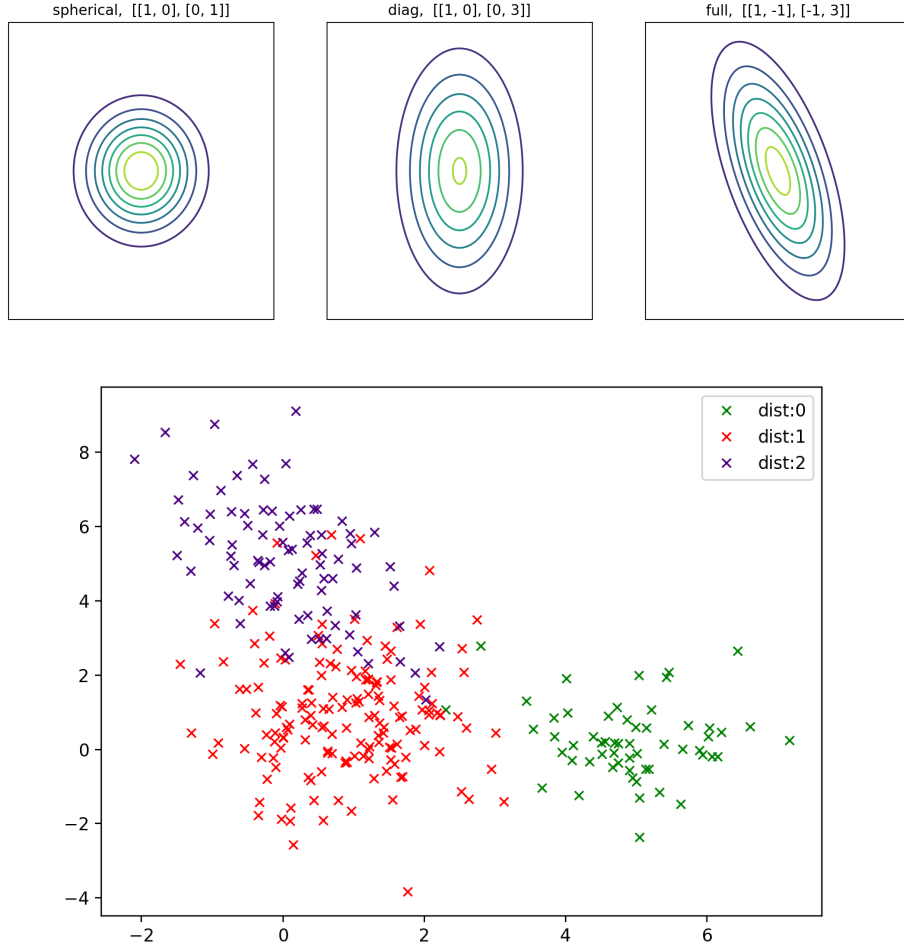 spherical, [[1, 0], [0, 1]]
diag, [[1, 0], [0, 3]]
full, [[1, -1], [-1, 3]]
dist:0
dist:1
dist:2
8
6
4
2
0
−2
−4
−2 0 2 4 6